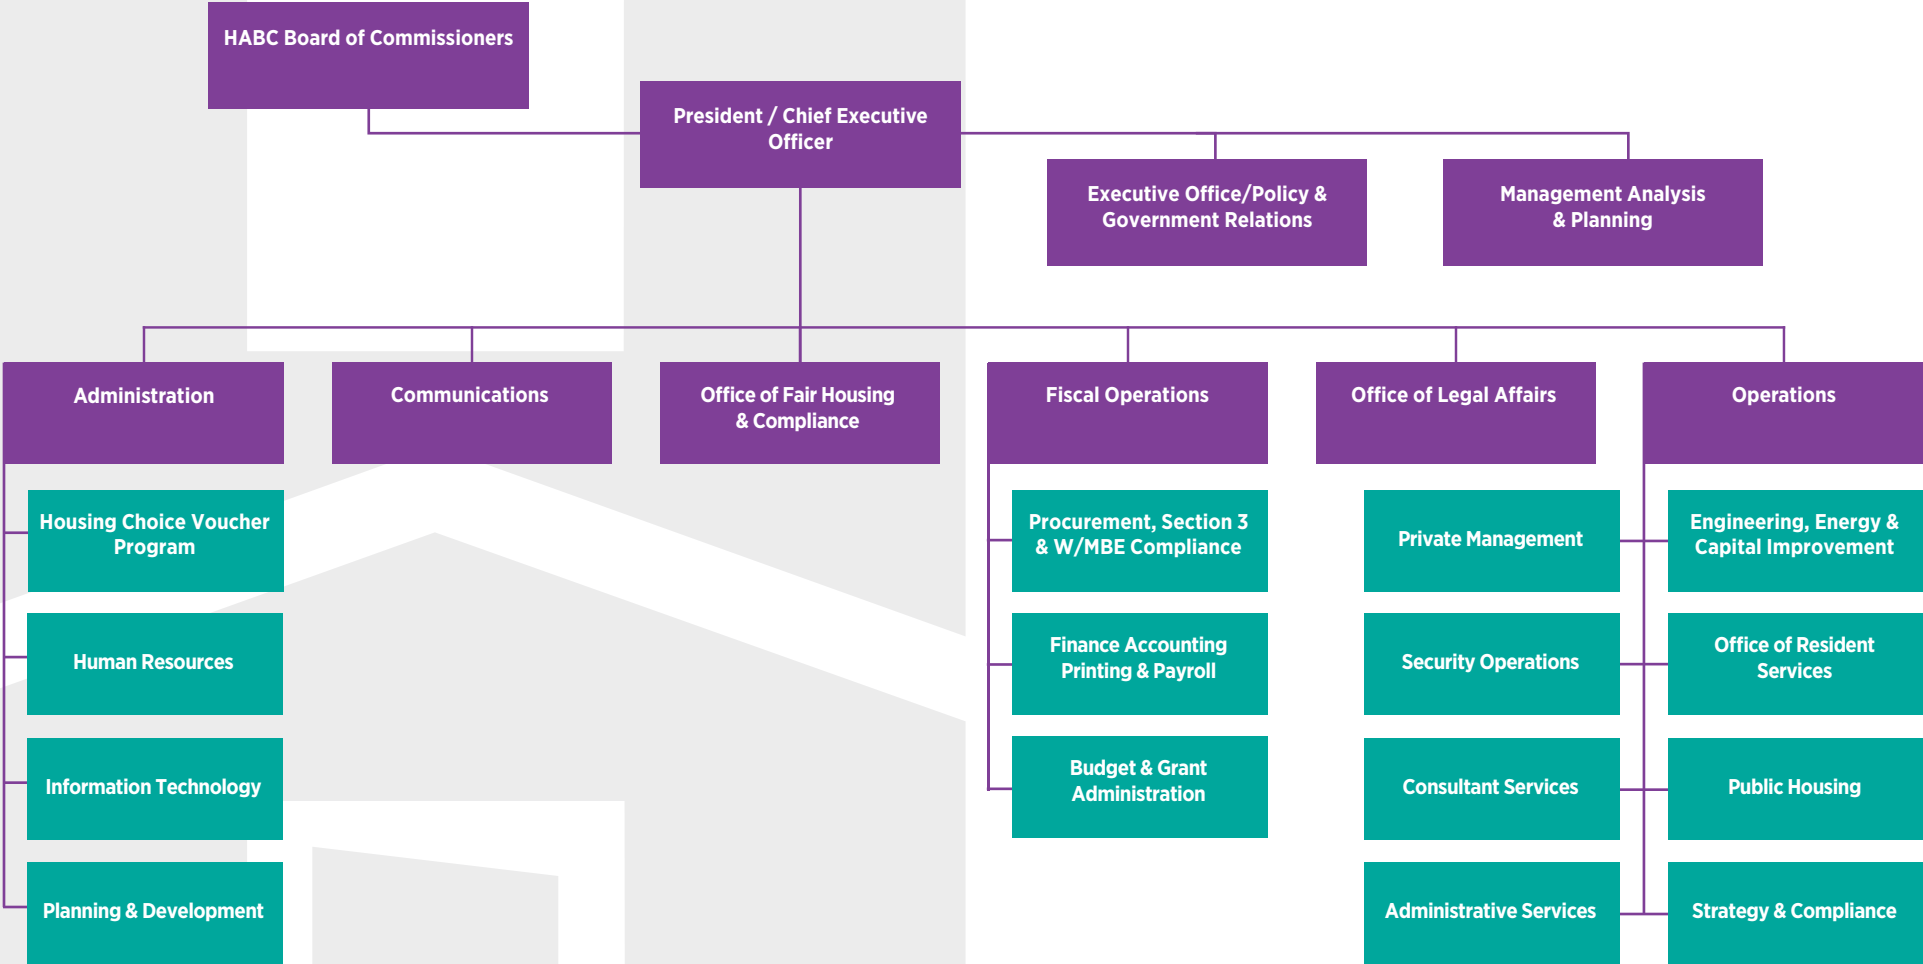 HABC Board of Commissioners
President / Chief Executive
Officer
Executive Office/Policy &
Government Relations
Management Analysis
& Planning
Administration
Communications
Office of Fair Housing
& Compliance
Fiscal Operations
Office of Legal Affairs
Operations
Housing Choice Voucher
Program
Human Resources
Information Technology
Planning & Development
Procurement, Section 3
& W/MBE Compliance
Finance Accounting
Printing & Payroll
Budget & Grant
Administration
Private Management
Security Operations
Consultant Services
Administrative Services
Engineering, Energy &
Capital Improvement
Office of Resident
Services
Public Housing
Strategy & Compliance